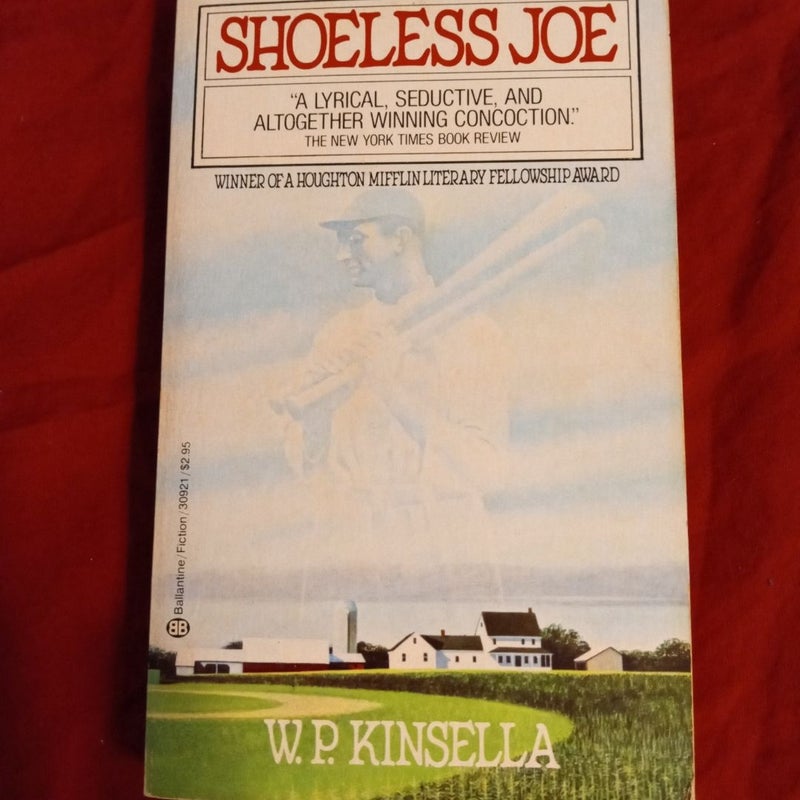 SHOELESS JOE
"A LYRICAL, SEDUCTIVE, AND
ALTOGETHER WINNING CONCOCTION."
THE NEW YORK TIMES BOOK REVIEW
WINNER OF A HOUGHTON MIFFLIN LITERARY FELLOWSHIP AWARD
Ballantine/Fiction/30921/$2.95
BB
W. P. KINSELLA